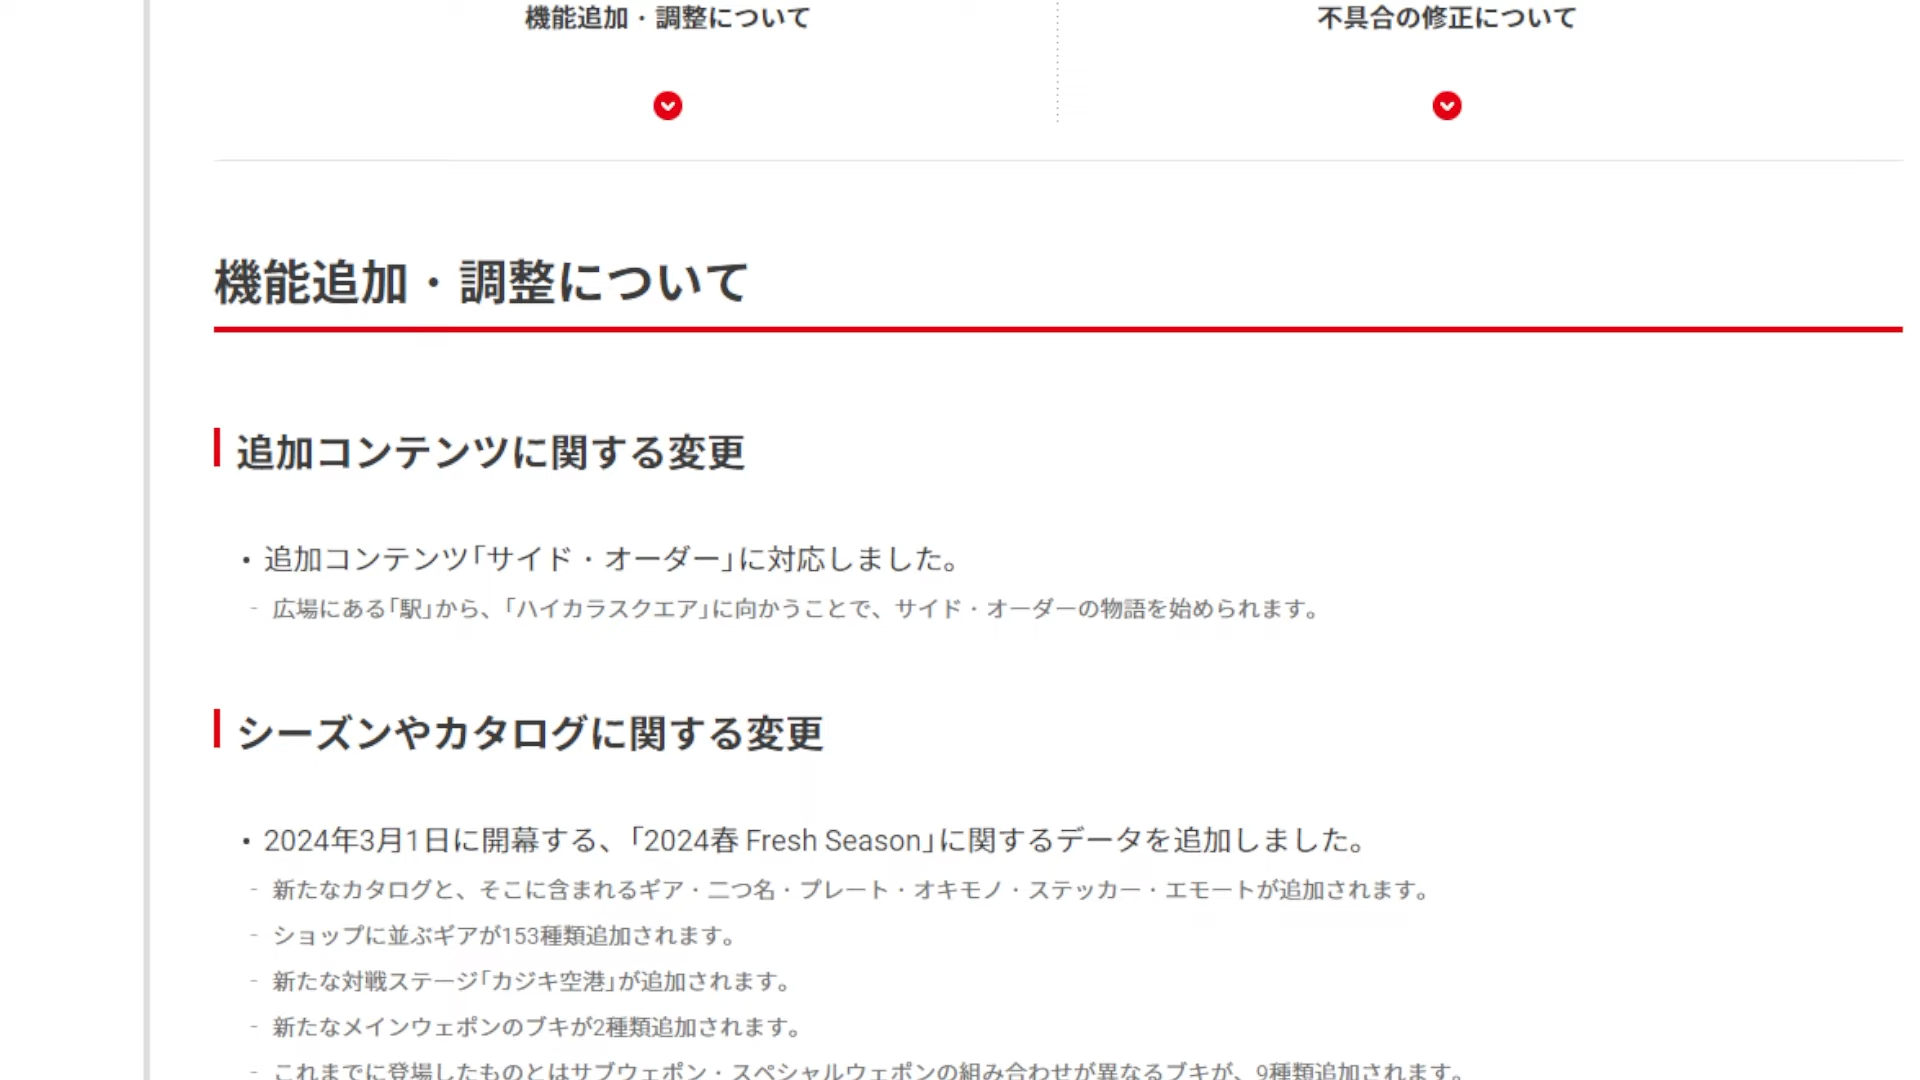 機能追加・調整について
不具合の修正について
機能追加・調整について
追加コンテンツに関する変更
・追加コンテンツ「サイド・オーダー」に対応しました。
- 広場にある「駅」から、「ハイカラスクエア」に向かうことで、サイド・オーダーの物語を始められます。
シーズンやカタログに関する変更
・2024年3月1日に開幕する、「2024春 Fresh Season」に関するデータを追加しました。
- 新たなカタログと、そこに含まれるギア・二つ名・プレート・オキモノ・ステッカー・エモートが追加されます。
- ショップに並ぶギアが153種類追加されます。
- 新たな対戦ステージ「カジキ空港」が追加されます。
- 新たなメインウェポンのブキが2種類追加されます。
- これまでに登場したものとはサブウェポン・スペシャルウェポンの組み合わせが異なるブキが、9種類追加されます。